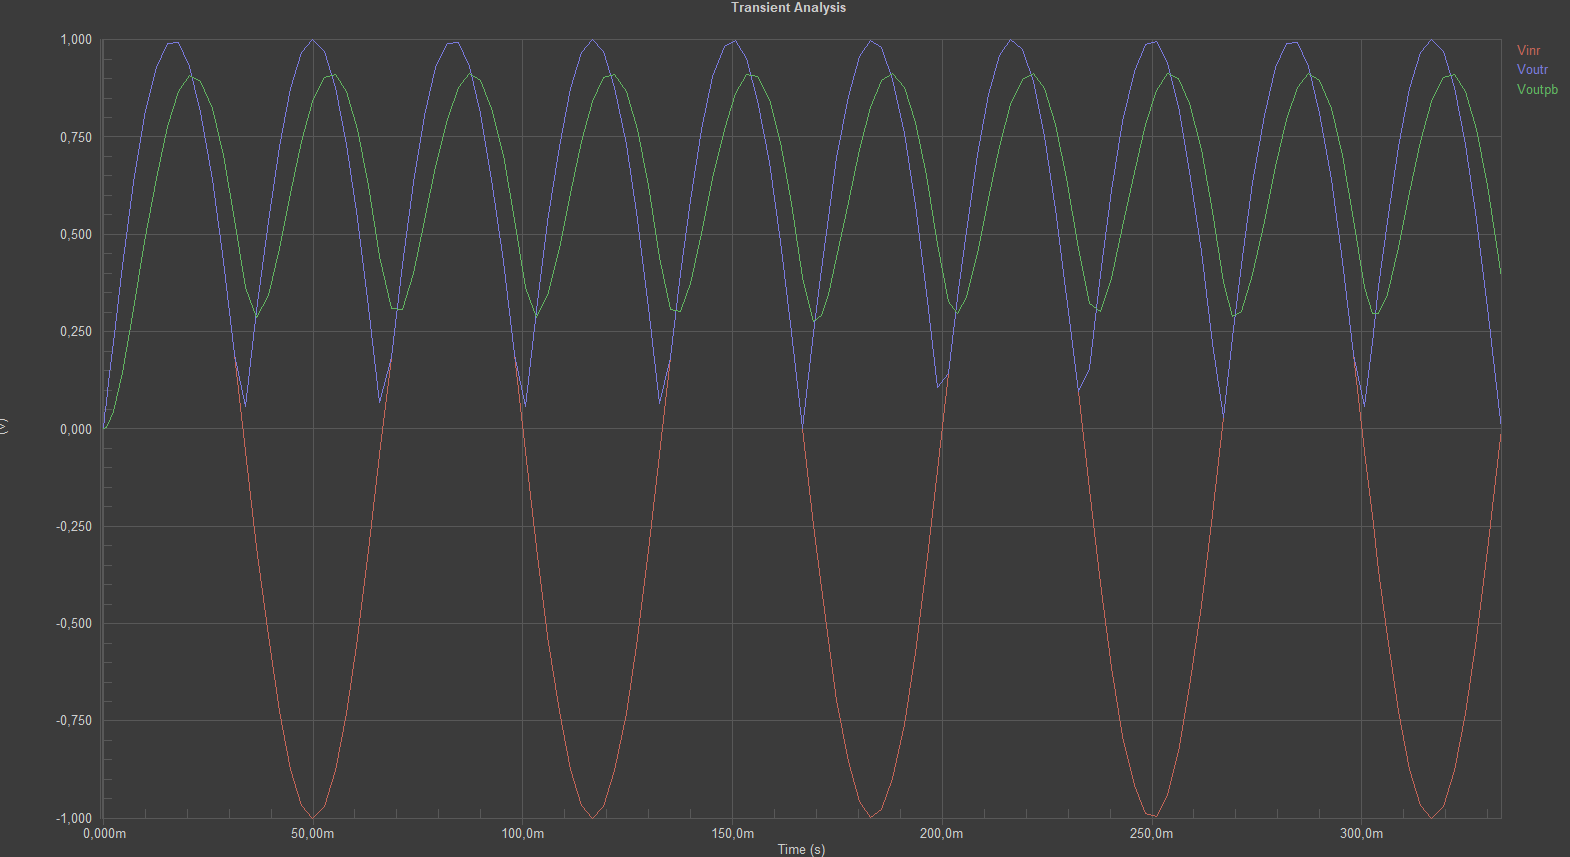 Transient Analysis
Vinr
Voutr
Voutpb
1,000
0,750
0,500
0,250
0,000
-0,250
-0,500
-0,750
-1,000
(V)
0,000m 50,00m 100,0m 150,0m 200,0m 250,0m 300,0m
Time (s)